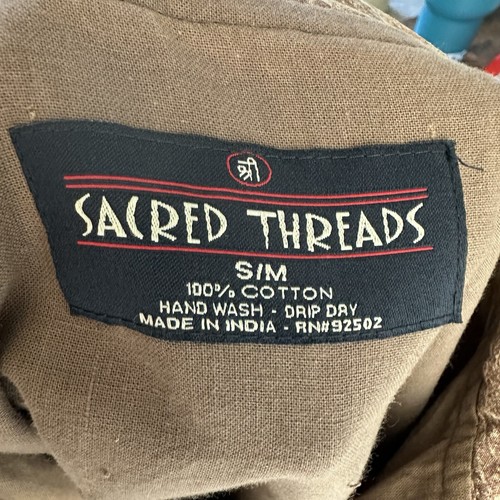 श्री
SACRED THREADS
S/M
100% COTTON
HAND WASH - DRIP DRY
MADE IN INDIA - RN#92502